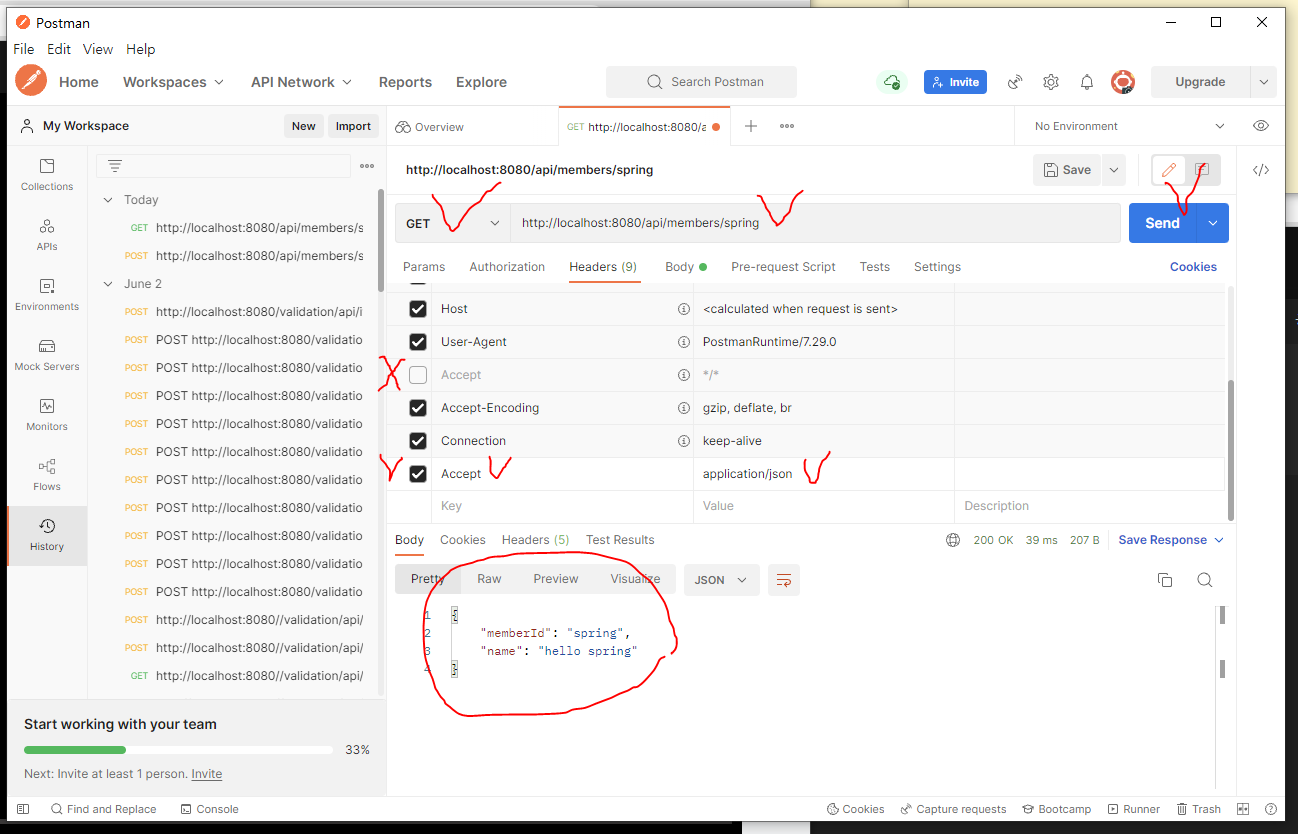 Postman
File Edit View Help
Home Workspaces API Network Reports Explore Search Postman Invite Upgrade
My Workspace New Import
Overview GET http://localhost:8080/a No Environment
Collections
APIs
Environments
Mock Servers
Monitors
Flows
History
Today
GET http://localhost:8080/api/members/s
POST http://localhost:8080/api/members/s
June 2
POST http://localhost:8080/validation/api/i
POST POST http://localhost:8080/validatio
POST POST http://localhost:8080/validatio
POST POST http://localhost:8080/validatio
POST POST http://localhost:8080/validatio
POST POST http://localhost:8080/validatio
POST POST http://localhost:8080/validatio
POST POST http://localhost:8080/validatio
POST POST http://localhost:8080/validatio
POST POST http://localhost:8080/validatio
POST POST http://localhost:8080/validatio
POST http://localhost:8080//validation/api/
POST http://localhost:8080//validation/api/
GET http://localhost:8080//validation/api/
Start working with your team
33%
Next: Invite at least 1 person. Invite
http://localhost:8080/api/members/spring Save
GET http://localhost:8080/api/members/spring Send
Params Authorization Headers (9) Body Pre-request Script Tests Settings Cookies
Host <calculated when request is sent>
User-Agent PostmanRuntime/7.29.0
Accept */*
Accept-Encoding gzip, deflate, br
Connection keep-alive
Accept application/json
Key Value Description
Body Cookies Headers (5) Test Results 200 OK 39 ms 207 B Save Response
Pretty Raw Preview Visualize JSON
1 {
2 "memberId": "spring",
3 "name": "hello spring"
4 }
Find and Replace Console Cookies Capture requests Bootcamp Runner Trash